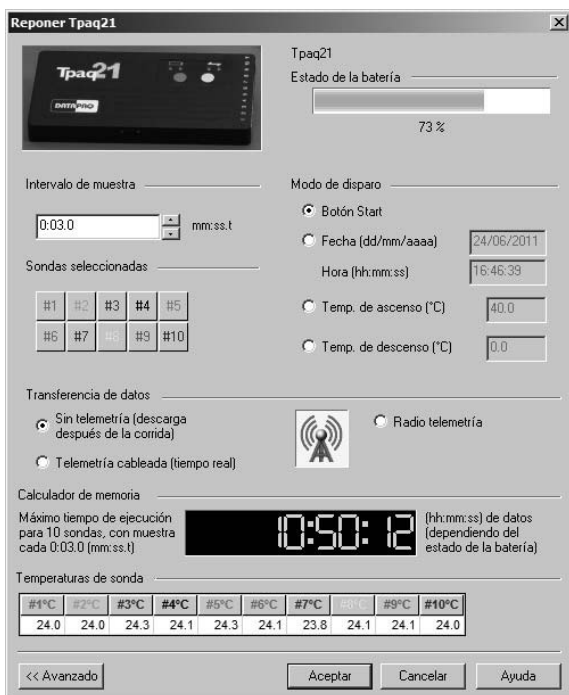 Reponer Tpaq21
Tpaq21
DATAPAQ
Tpaq21
Estado de la batería
73 %
Intervalo de muestra
0:03.0 mm:ss.t
Sondas seleccionadas
#1 #2 #3 #4 #5
#6 #7 #8 #9 #10
Modo de disparo
Botón Start
Fecha (dd/mm/aaaa) 24/06/2011
Hora (hh:mm:ss) 16:46:39
Temp. de ascenso (°C) 40.0
Temp. de descenso (°C) 0.0
Transferencia de datos
Sin telemetría (descarga
después de la corrida)
Telemetría cableada (tiempo real)
Radio telemetría
Calculador de memoria
Máximo tiempo de ejecución
para 10 sondas, con muestra
cada 0:03.0 (mm:ss.t)
10:50:12
(hh:mm:ss) de datos
(dependiendo del
estado de la batería)
Temperaturas de sonda
#1°C #2°C #3°C #4°C #5°C #6°C #7°C #8°C #9°C #10°C
24.0 24.0 24.3 24.1 24.3 24.1 23.8 24.1 24.1 24.0
<< Avanzado Aceptar Cancelar Ayuda